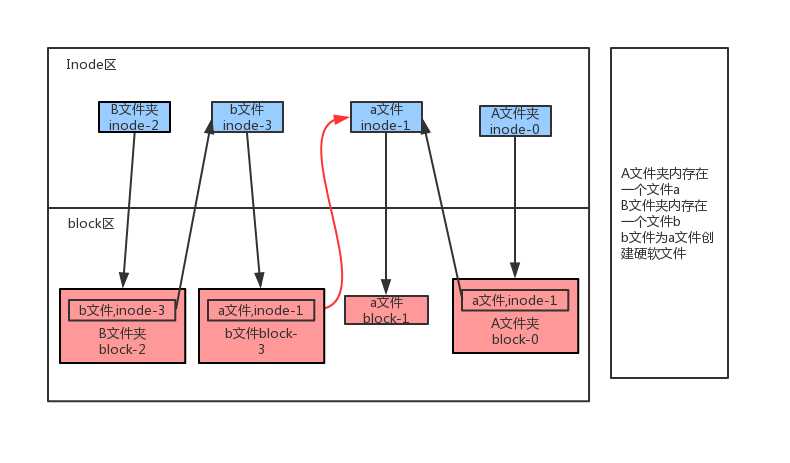 Inode区
B文件夹
inode-2
b文件
inode-3
a文件
inode-1
A文件夹
inode-0
block区
b文件,inode-3
B文件夹
block-2
a文件,inode-1
b文件block-
3
a文件
block-1
a文件,inode-1
A文件夹
block-0
A文件夹内存在
一个文件a
B文件夹内存在
一个文件b
b文件为a文件创
建硬软文件